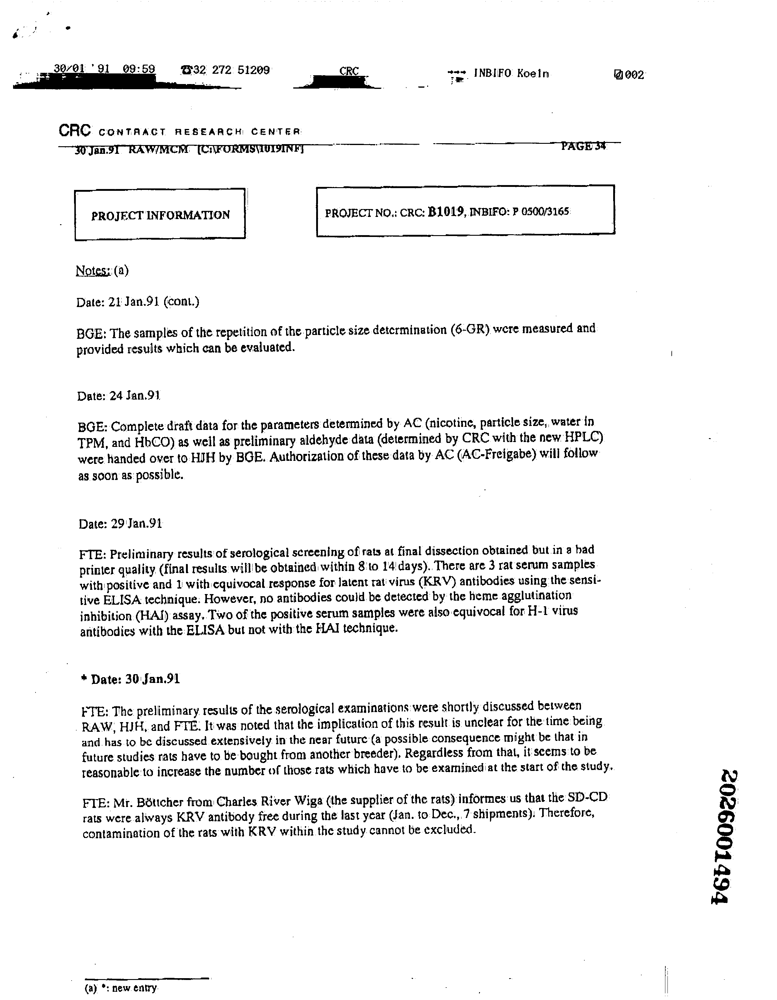 30/01 '91 09:59 ☎32 272 51209 CRC +++ INBIFO Koeln 002
CRC CONTRACT RESEARCH CENTER
30 Jan.91 RAW/MCM [C:\FORMS\1019INF] PAGE 34
PROJECT INFORMATION
PROJECT NO.: CRC: B1019, INBIFO: P 0500/3165
Notes: (a)
Date: 21 Jan.91 (cont.)
BGE: The samples of the repetition of the particle size determination (6-GR) were measured and
provided results which can be evaluated.
Date: 24 Jan.91
BGE: Complete draft data for the parameters determined by AC (nicotine, particle size, water in
TPM, and HbCO) as well as preliminary aldehyde data (determined by CRC with the new HPLC)
were handed over to HJH by BGE. Authorization of these data by AC (AC-Freigabe) will follow
as soon as possible.
Date: 29 Jan.91
FTE: Preliminary results of serological screening of rats at final dissection obtained but in a bad
printer quality (final results will be obtained within 8 to 14 days). There are 3 rat serum samples
with positive and 1 with equivocal response for latent rat virus (KRV) antibodies using the sensi-
tive ELISA technique. However, no antibodies could be detected by the heme agglutination
inhibition (HAI) assay. Two of the positive serum samples were also equivocal for H-1 virus
antibodies with the ELISA but not with the HAI technique.
* Date: 30 Jan.91
FTE: The preliminary results of the serological examinations were shortly discussed between
RAW, HJH, and FTE. It was noted that the implication of this result is unclear for the time being
and has to be discussed extensively in the near future (a possible consequence might be that in
future studies rats have to be bought from another breeder). Regardless from that, it seems to be
reasonable to increase the number of those rats which have to be examined at the start of the study.
FTE: Mr. Böttcher from Charles River Wiga (the supplier of the rats) informes us that the SD-CD
rats were always KRV antibody free during the last year (Jan. to Dec., 7 shipments). Therefore,
contamination of the rats with KRV within the study cannot be excluded.
2026001494
(a) *: new entry